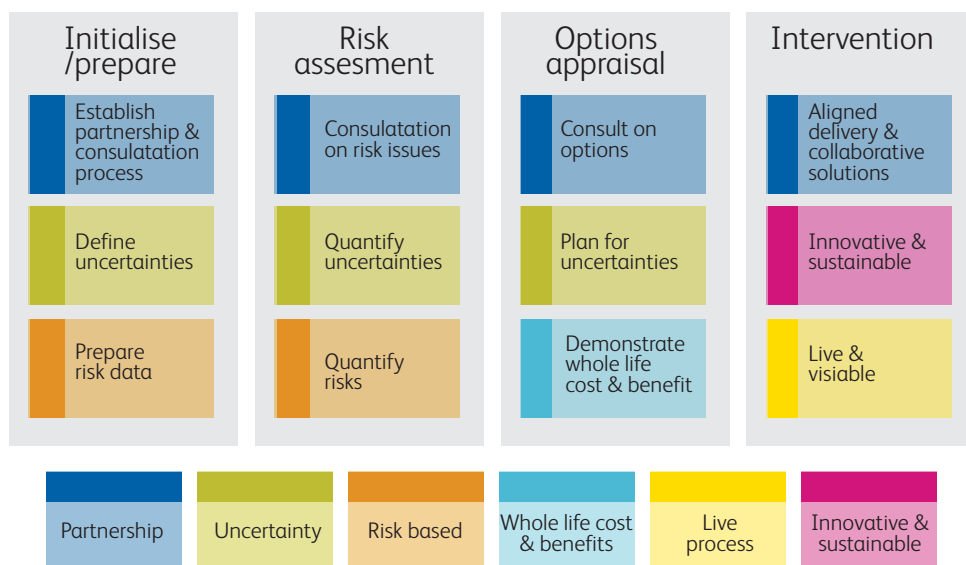 Initialise
/prepare
Establish
partnership &
consulatation
process
Define
uncertainties
Prepare
risk data
Risk
assesment
Consulatation
on risk issues
Quantify
uncertainties
Quantify
risks
Options
appraisal
Consult on
options
Plan for
uncertainties
Demonstrate
whole life
cost & benefit
Intervention
Aligned
delivery &
collaborative
solutions
Innovative &
sustainable
Live &
visiable
Partnership
Uncertainty
Risk based
Whole life cost
& benefits
Live
process
Innovative &
sustainable